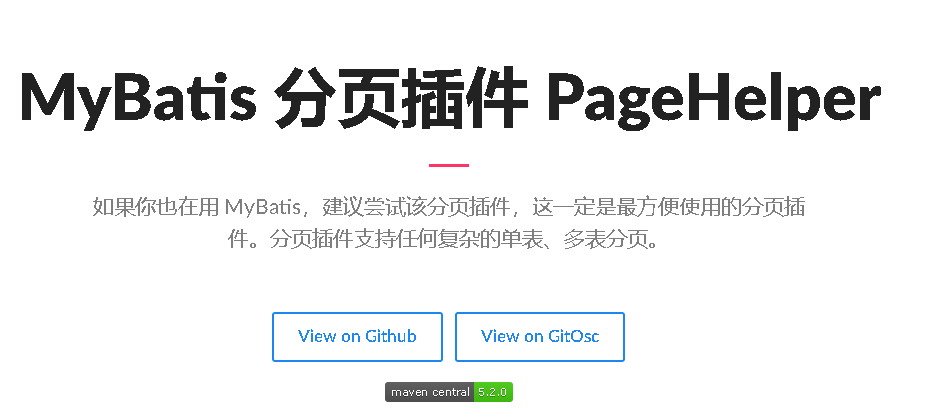 MyBatis 分页插件 PageHelper
如果你也在用 MyBatis，建议尝试该分页插件，这一定是最方便使用的分页插
件。分页插件支持任何复杂的单表、多表分页。
View on Github View on GitOsc
maven central 5.2.0